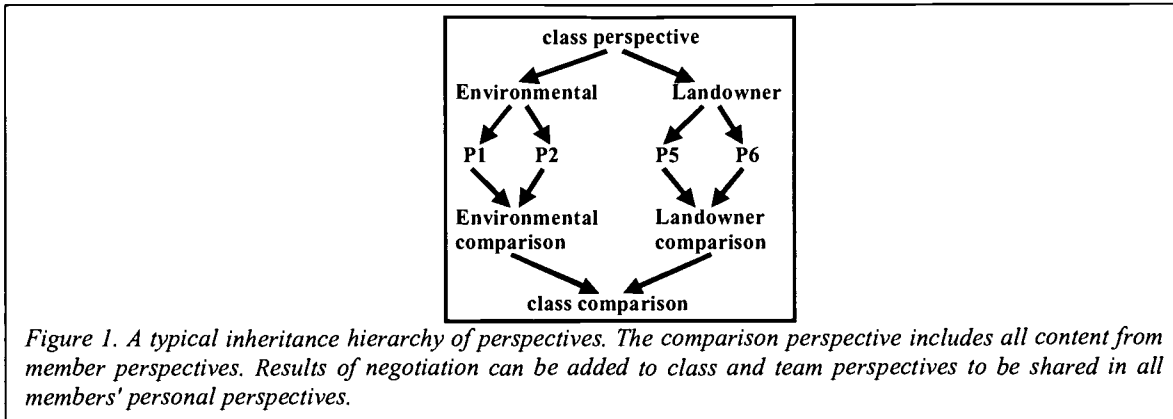 class perspective
Environmental Landowner
P1 P2 P5 P6
Environmental Landowner
comparison comparison
class comparison
Figure 1. A typical inheritance hierarchy of perspectives. The comparison perspective includes all content from
member perspectives. Results of negotiation can be added to class and team perspectives to be shared in all
members' personal perspectives.